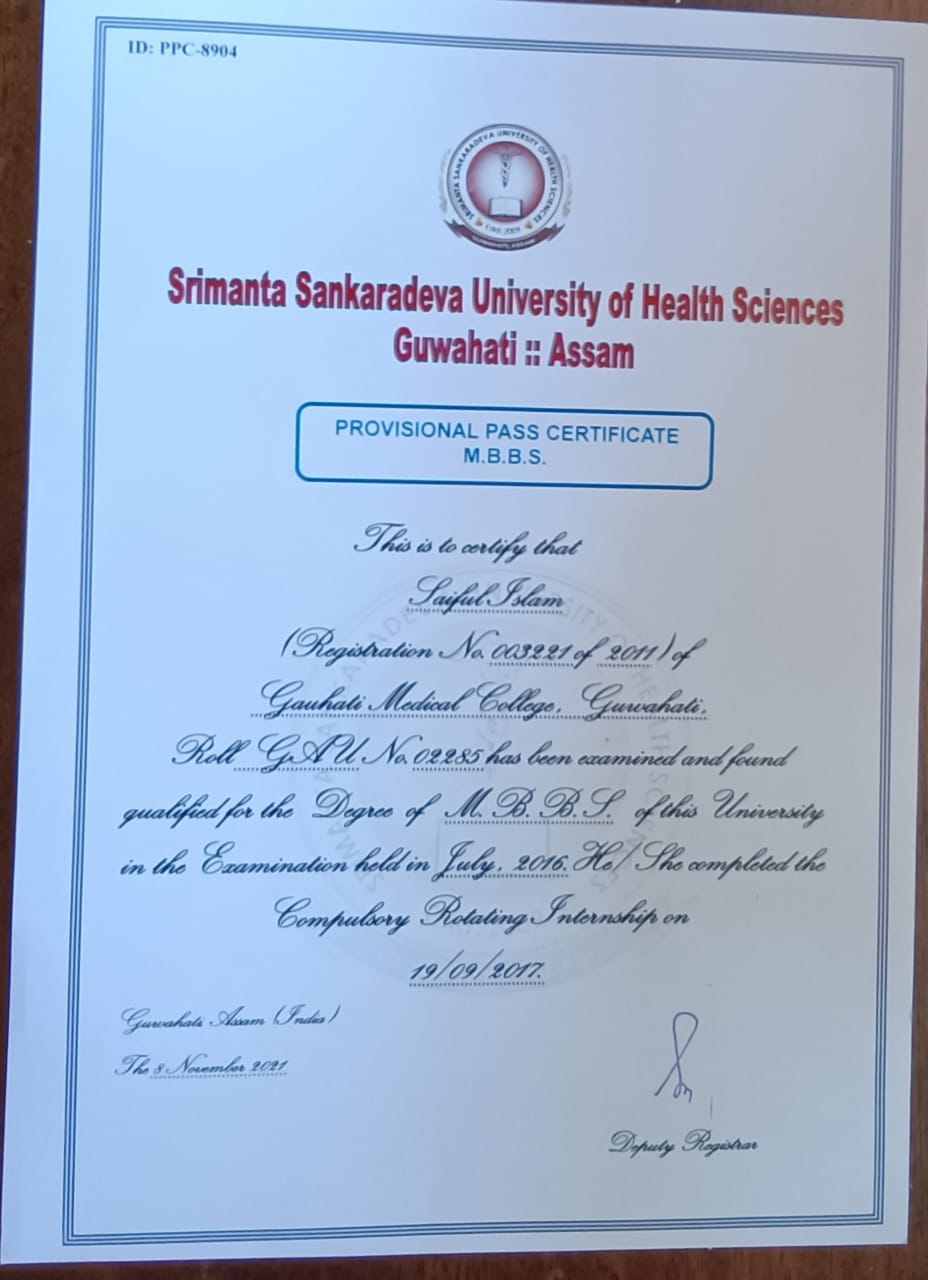 ID: PPC-8904
SRIMANTA SANKARADEVA UNIVERSITY OF HEALTH SCIENCES
GUWAHATI, ASSAM
Srimanta Sankaradeva University of Health Sciences
Guwahati :: Assam
PROVISIONAL PASS CERTIFICATE
M.B.B.S.
This is to certify that
Saiful Islam
(Registration No. 003221 of 2011) of
Gauhati Medical College, Guwahati,
Roll GAU No. 02285 has been examined and found
qualified for the Degree of M. B. B. S. of this University
in the Examination held in July, 2016. He/ She completed the
Compulsory Rotating Internship on
19/09/2017.
Guwahati Assam (India)
The 8 November 2021
Deputy Registrar